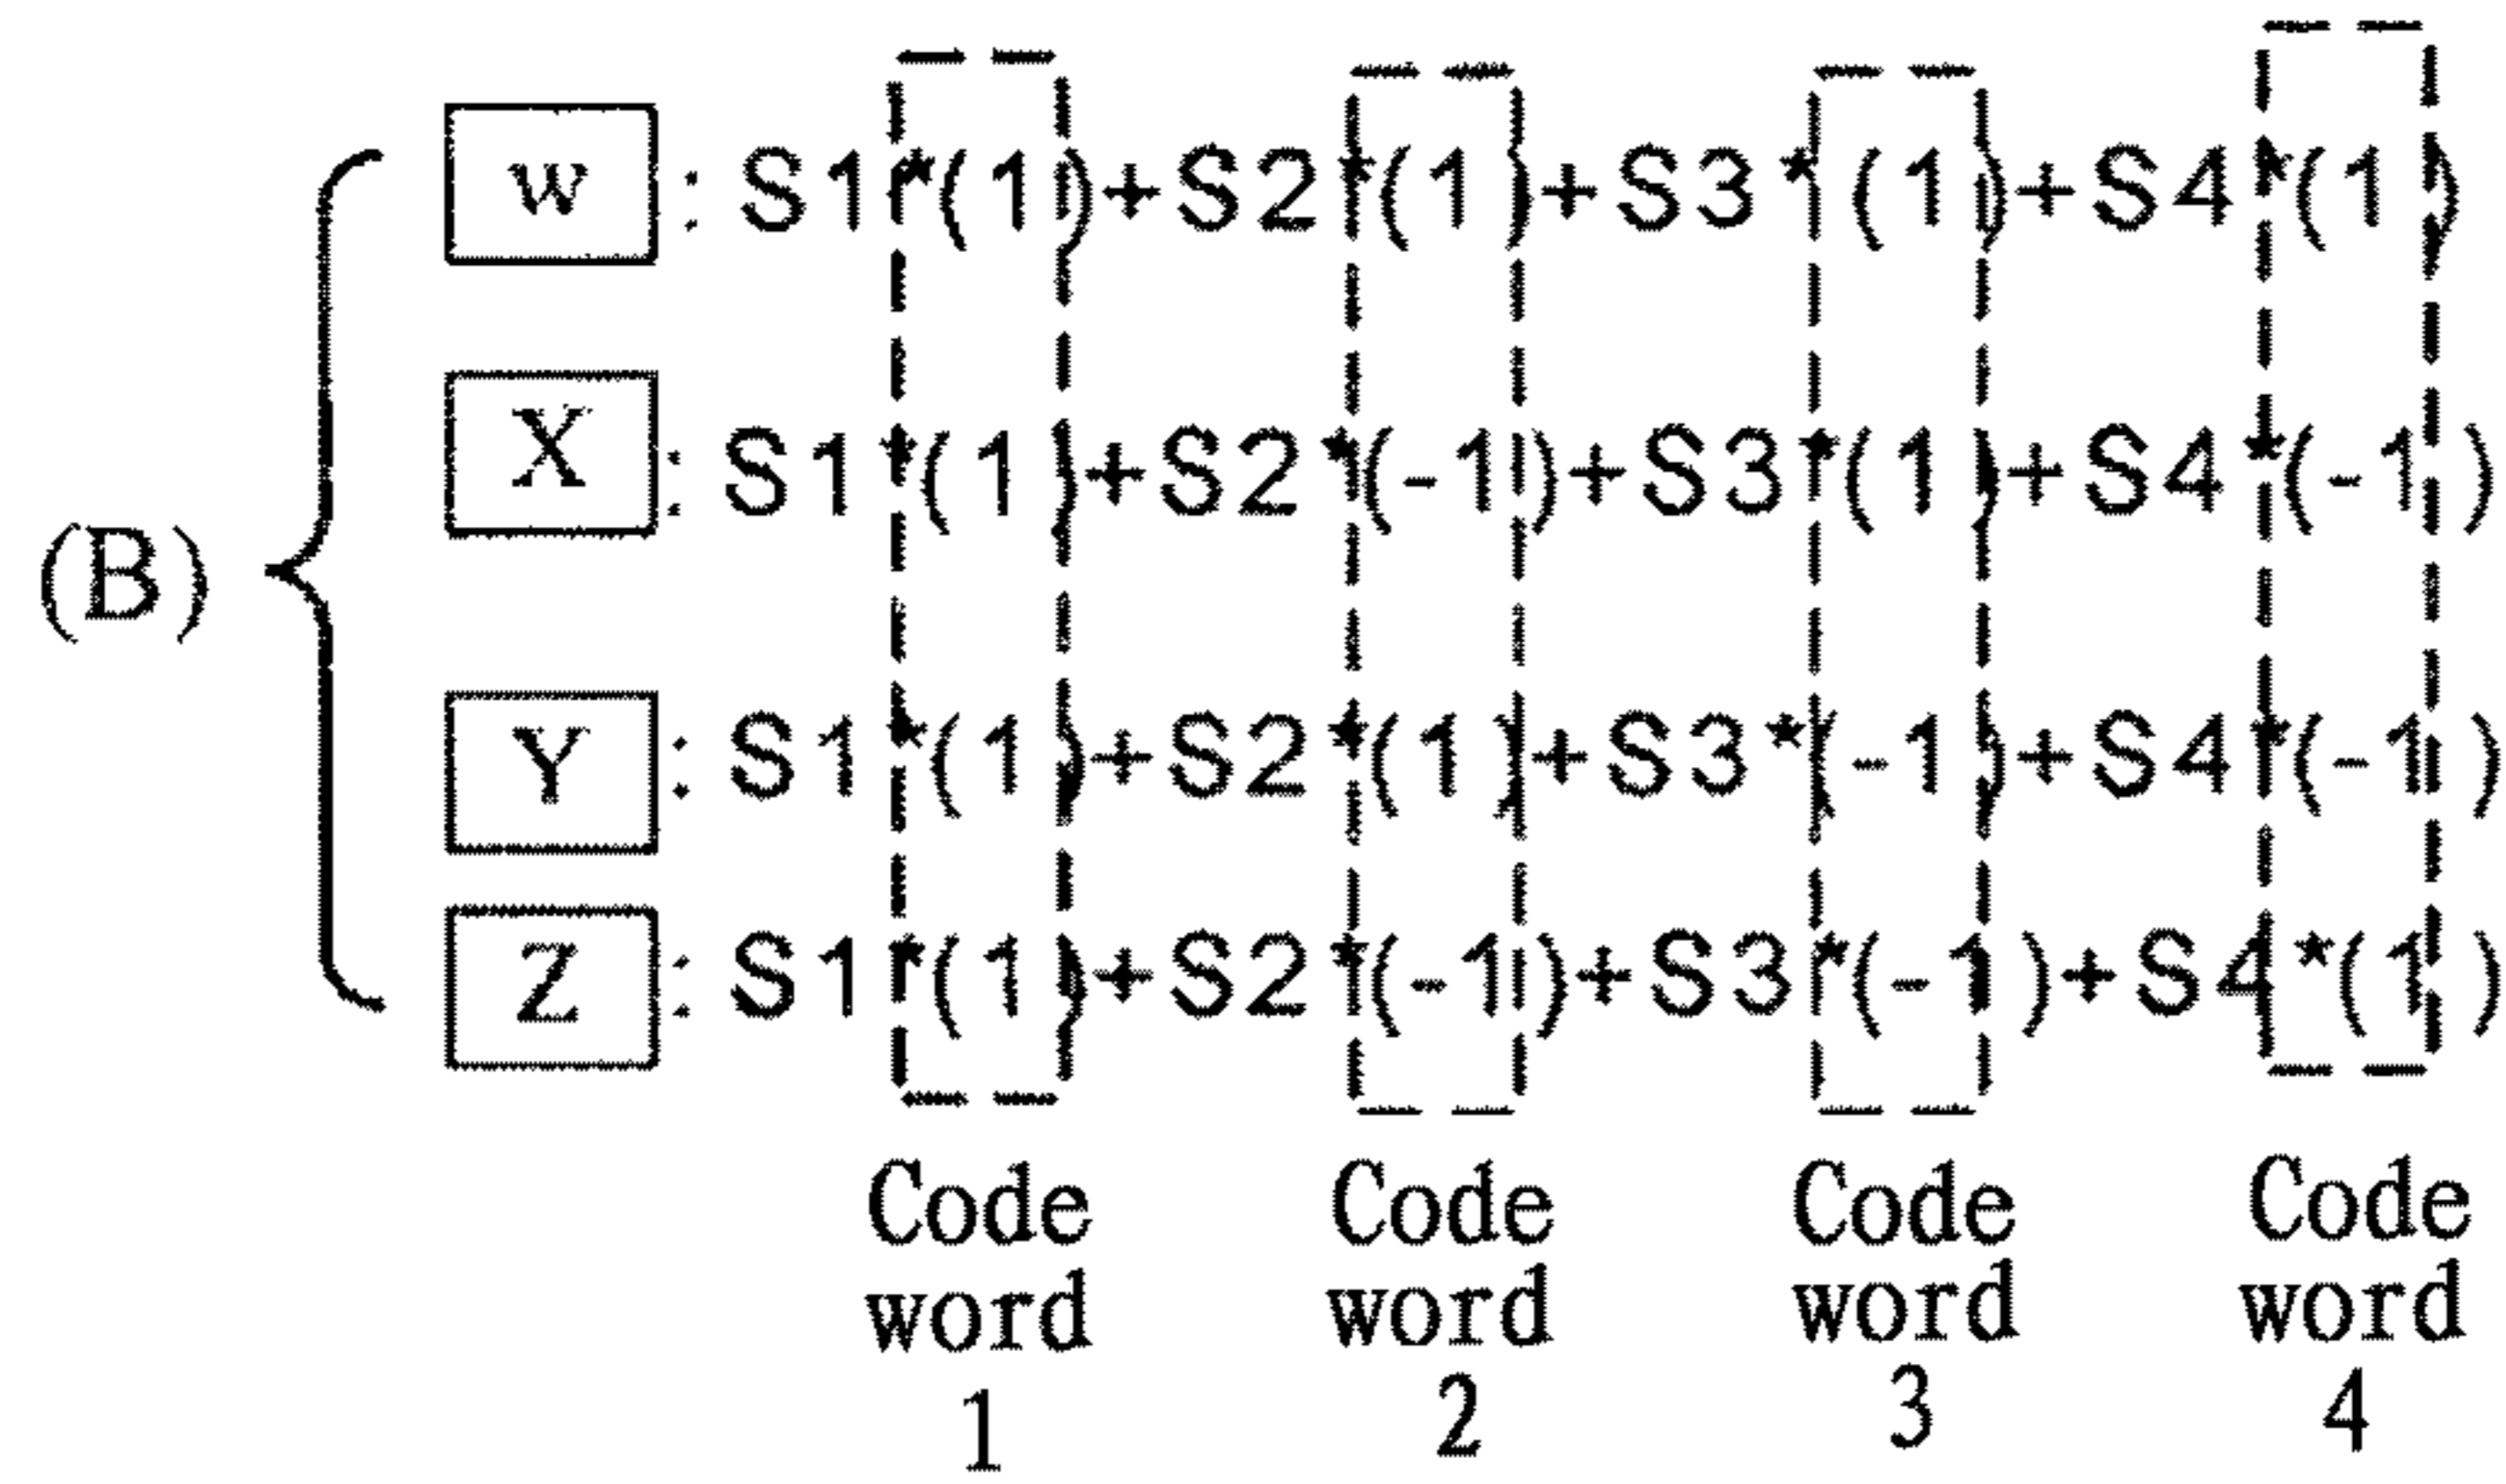 w : S1*(1)+S2*(1)+S3*(1)+S4*(1)
X : S1*(1)+S2*(-1)+S3*(1)+S4*(-1)
(B)
Y : S1*(1)+S2*(1)+S3*(-1)+S4*(-1)
Z : S1*(1)+S2*(-1)+S3*(-1)+S4*(1)
Code Code Code Code
word word word word
1 2 3 4